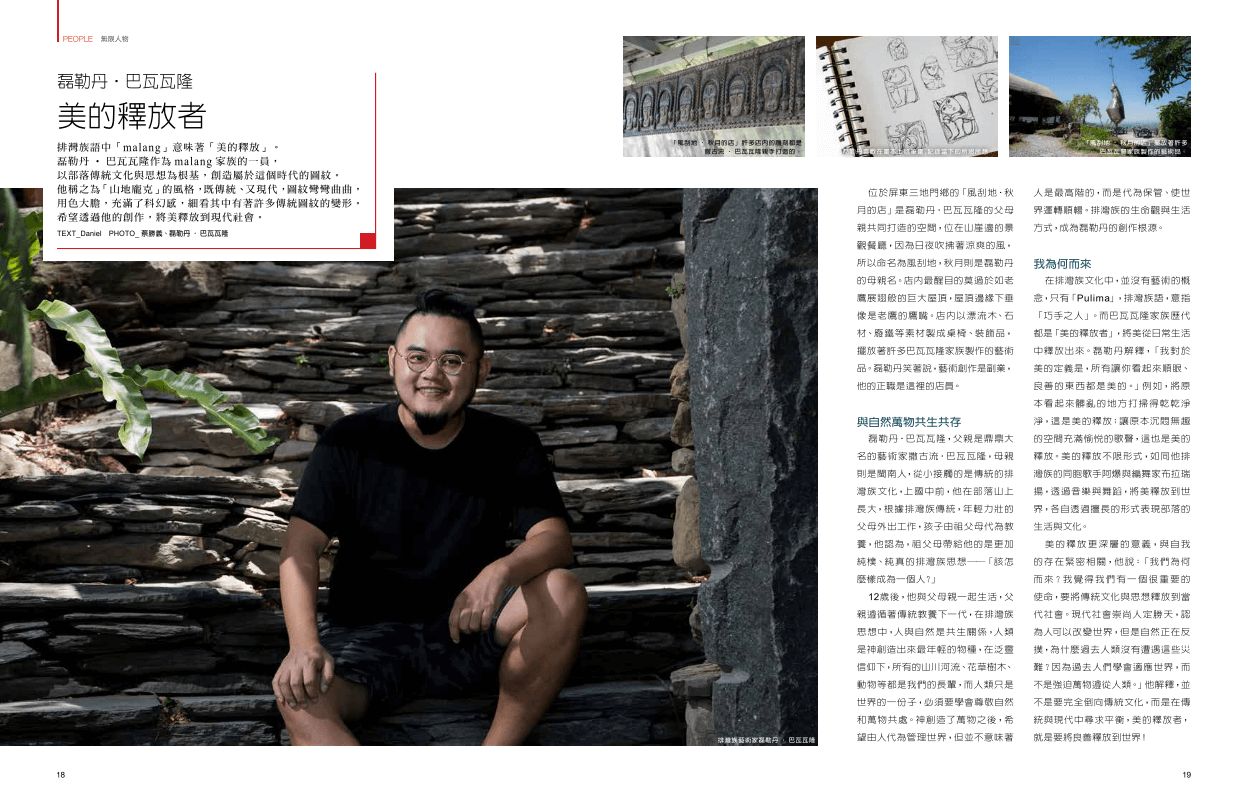 PEOPLE 無限人物
磊勒丹・巴瓦瓦隆
美的釋放者
排灣族語中「malang」意味著「美的釋放」。
磊勒丹・巴瓦瓦隆作為 malang 家族的一員，
以部落傳統文化與思想為根基，創造屬於這個時代的圖紋，
他稱之為「山地龐克」的風格，既傳統、又現代，圖紋彎彎曲曲，
用色大膽，充滿了科幻感，細看其中有著許多傳統圖紋的變形，
希望透過他的創作，將美釋放到現代社會。
TEXT_Daniel PHOTO_ 蔡勝義、磊勒丹・巴瓦瓦隆
「風刮地・秋月的店」許多店內的雕刻都是
撒古流・巴瓦瓦隆親手打造的。
「風刮地・秋月的店」擺放著許多
巴瓦瓦隆家族製作的藝術品。
排灣族藝術家磊勒丹・巴瓦瓦隆
位於屏東三地門鄉的「風刮地・秋
月的店」是磊勒丹・巴瓦瓦隆的父母
親共同打造的空間，位在山崖邊的景
觀餐廳，因為日夜吹拂著涼爽的風，
所以命名為風刮地，秋月則是磊勒丹
的母親名。店內最醒目的莫過於如老
鷹展翅般的巨大屋頂，屋頂邊緣下垂
像是老鷹的鷹嘴。店內以漂流木、石
材、廢鐵等素材製成桌椅、裝飾品，
擺放著許多巴瓦瓦隆家族製作的藝術
品。磊勒丹笑著說，藝術創作是副業，
他的正職是這裡的店員。
與自然萬物共生共存
磊勒丹・巴瓦瓦隆，父親是鼎鼎大
名的藝術家撒古流・巴瓦瓦隆，母親
則是閩南人，從小接觸的是傳統的排
灣族文化，上國中前，他在部落山上
長大，根據排灣族傳統，年輕力壯的
父母外出工作，孩子由祖父母代為教
養，他認為，祖父母帶給他的是更加
純樸、純真的排灣族思想——「該怎
麼樣成為一個人？」
12歲後，他與父母親一起生活，父
親遵循著傳統教養下一代，在排灣族
思想中，人與自然是共生關係，人類
是神創造出來最年輕的物種，在泛靈
信仰下，所有的山川河流、花草樹木、
動物等都是我們的長輩，而人類只是
世界的一份子，必須要學會尊敬自然
和萬物共處。神創造了萬物之後，希
望由人代為管理世界，但並不意味著
人是最高階的，而是代為保管、使世
界運轉順暢。排灣族的生命觀與生活
方式，成為磊勒丹的創作根源。
我為何而來
在排灣族文化中，並沒有藝術的概
念，只有「Pulima」，排灣族語，意指
「巧手之人」。而巴瓦瓦隆家族歷代
都是「美的釋放者」，將美從日常生活
中釋放出來。磊勒丹解釋，「我對於
美的定義是，所有讓你看起來順眼、
良善的東西都是美的。」例如，將原
本看起來髒亂的地方打掃得乾乾淨
淨，這是美的釋放；讓原本沉悶無趣
的空間充滿愉悅的歌聲，這也是美的
釋放。美的釋放不限形式，如同他排
灣族的同胞歌手阿爆與編舞家布拉瑞
揚，透過音樂與舞蹈，將美釋放到世
界，各自透過擅長的形式表現部落的
生活與文化。
美的釋放更深層的意義，與自我
的存在緊密相關，他說：「我們為何
而來？我覺得我們有一個很重要的
使命，要將傳統文化與思想釋放到當
代社會。現代社會崇尚人定勝天，認
為人可以改變世界，但是自然正在反
撲，為什麼過去人類沒有遭遇這些災
難？因為過去人們學會適應世界，而
不是強迫萬物遵從人類。」他解釋，並
不是要完全倒向傳統文化，而是在傳
統與現代中尋求平衡，美的釋放者，
就是要將良善釋放到世界！
18
19